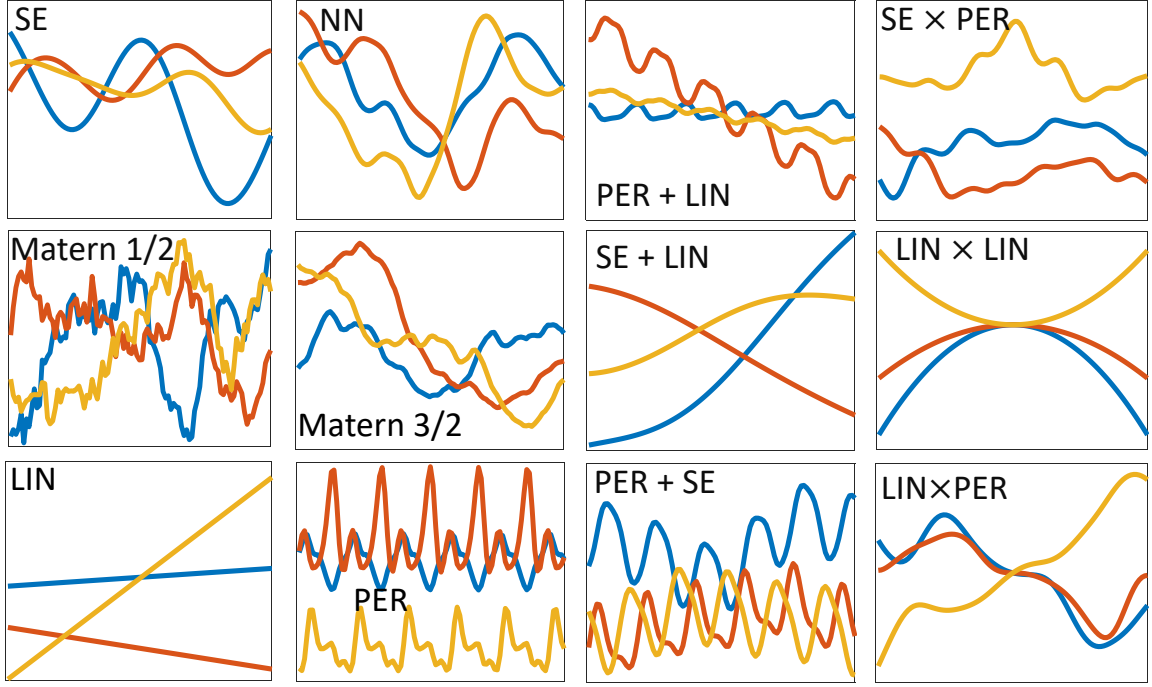 SE
NN
PER + LIN
SE × PER
Matern 1/2
Matern 3/2
SE + LIN
LIN × LIN
LIN
PER
PER + SE
LIN×PER